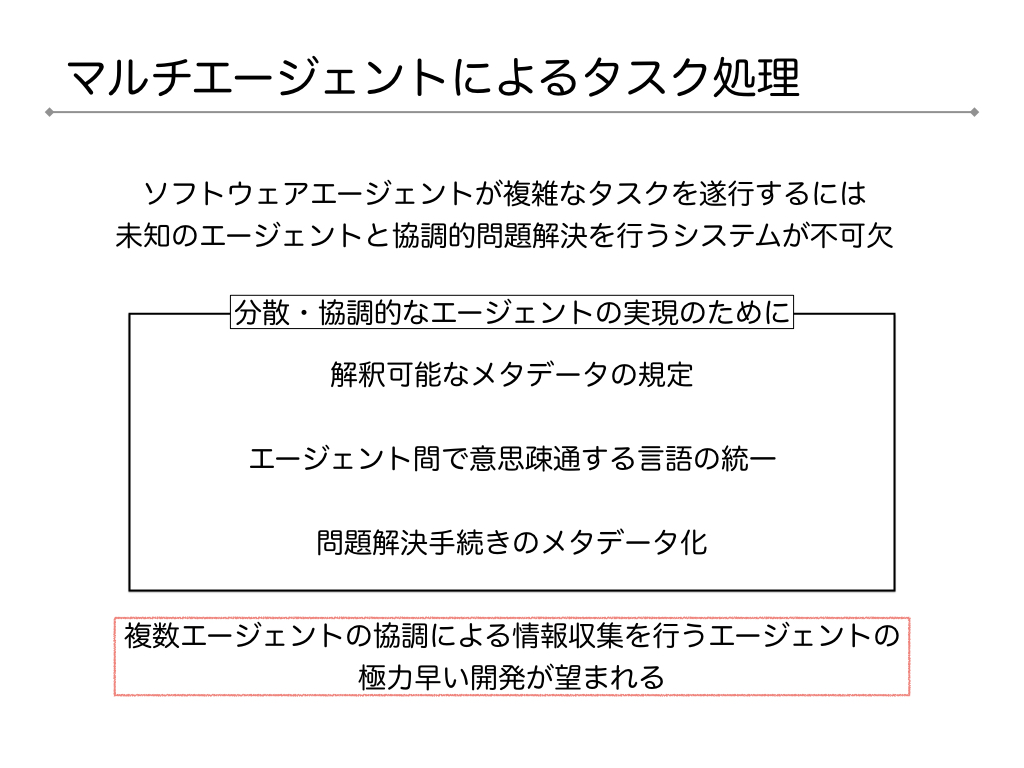 マルチエージェントによるタスク処理
ソフトウェアエージェントが複雑なタスクを遂行するには
未知のエージェントと協調的問題解決を行うシステムが不可欠
分散・協調的なエージェントの実現のために
解釈可能なメタデータの規定
エージェント間で意思疎通する言語の統一
問題解決手続きのメタデータ化
複数エージェントの協調による情報収集を行うエージェントの
極力早い開発が望まれる